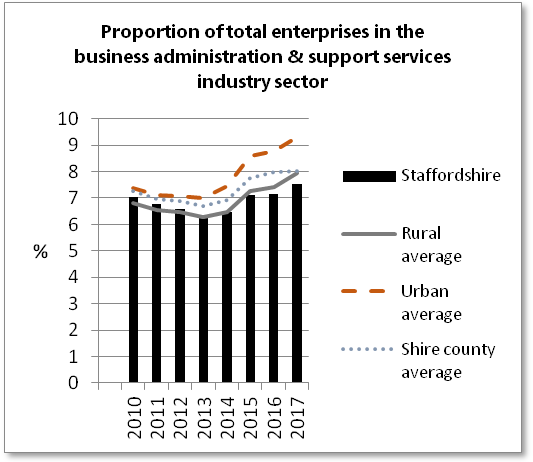 Proportion of total enterprises in the
business administration & support services
industry sector
10
9
8
7
6
5
4
3
2
1
0
%
2010
2011
2012
2013
2014
2015
2016
2017
Staffordshire
Rural
average
Urban
average
Shire county
average